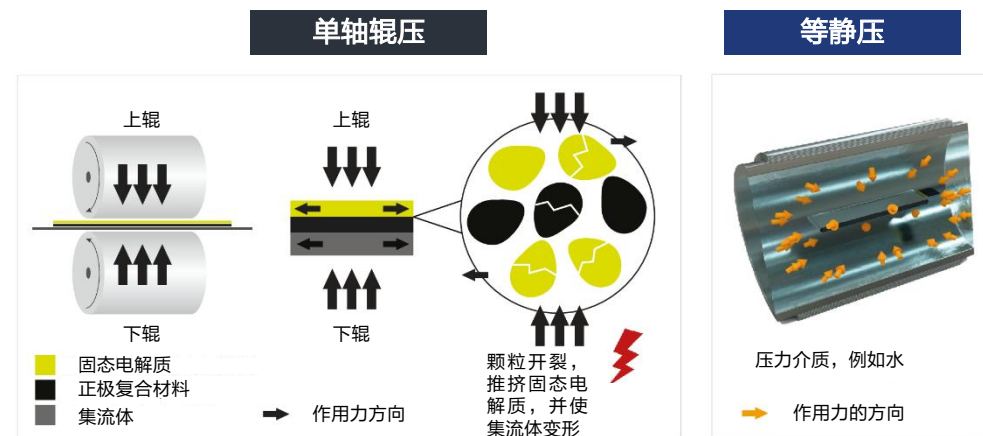 单轴辊压
等静压
上辊
上辊
下辊
下辊
固态电解质
正极复合材料
集流体
作用力方向
颗粒开裂，
推挤固态电
解质，并使
集流体变形
压力介质，例如水
作用力的方向